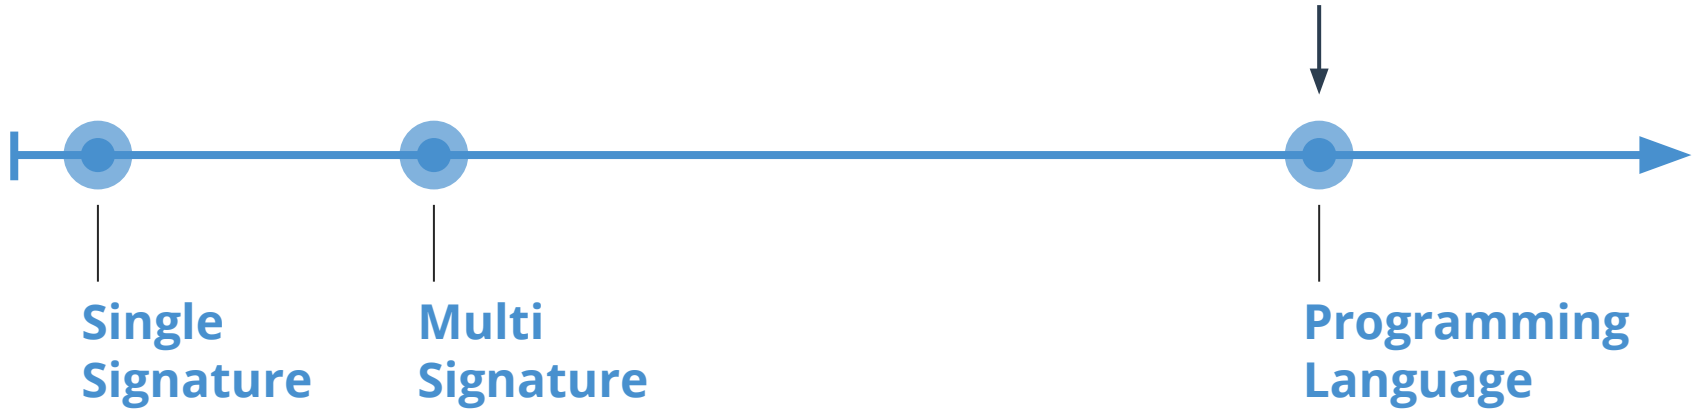 Single
Signature
Multi
Signature
Programming
Language